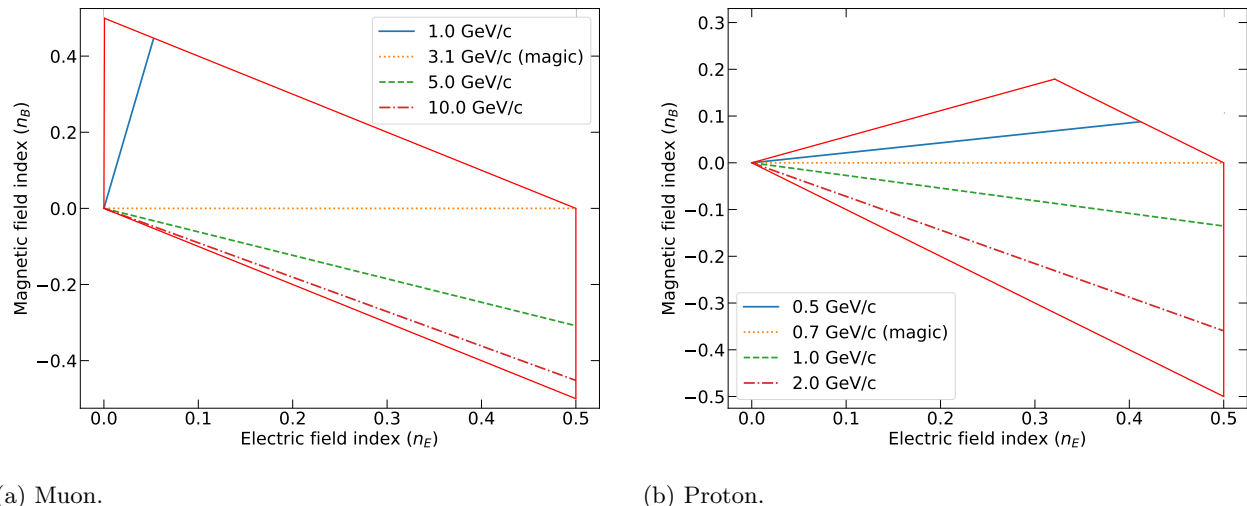 0.4
0.2
0.0
−0.2
−0.4
Magnetic field index (n_B)
1.0 GeV/c
3.1 GeV/c (magic)
5.0 GeV/c
10.0 GeV/c
0.0 0.1 0.2 0.3 0.4 0.5
Electric field index (n_E)
(a) Muon.
0.3
0.2
0.1
0.0
−0.1
−0.2
−0.3
−0.4
−0.5
Magnetic field index (n_B)
0.5 GeV/c
0.7 GeV/c (magic)
1.0 GeV/c
2.0 GeV/c
0.0 0.1 0.2 0.3 0.4 0.5
Electric field index (n_E)
(b) Proton.